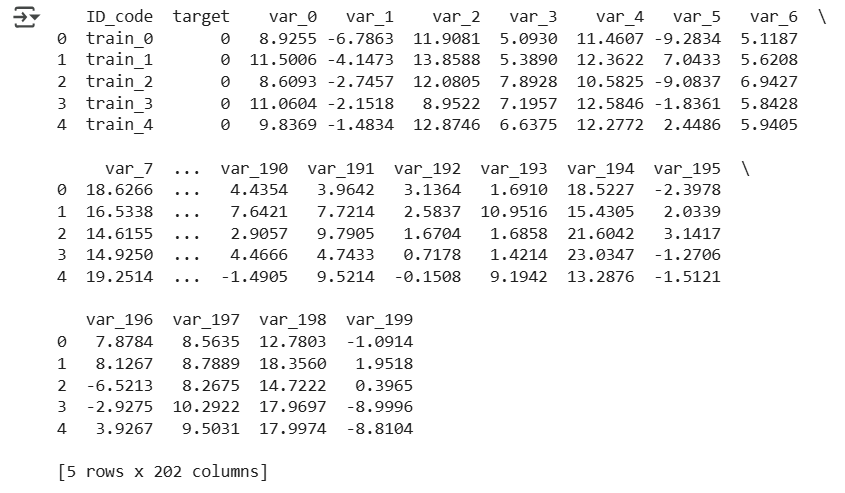 ID_code target var_0 var_1 var_2 var_3 var_4 var_5 var_6 \
0 train_0 0 8.9255 -6.7863 11.9081 5.0930 11.4607 -9.2834 5.1187
1 train_1 0 11.5006 -4.1473 13.8588 5.3890 12.3622 7.0433 5.6208
2 train_2 0 8.6093 -2.7457 12.0805 7.8928 10.5825 -9.0837 6.9427
3 train_3 0 11.0604 -2.1518 8.9522 7.1957 12.5846 -1.8361 5.8428
4 train_4 0 9.8369 -1.4834 12.8746 6.6375 12.2772 2.4486 5.9405
var_7 ... var_190 var_191 var_192 var_193 var_194 var_195 \
0 18.6266 ... 4.4354 3.9642 3.1364 1.6910 18.5227 -2.3978
1 16.5338 ... 7.6421 7.7214 2.5837 10.9516 15.4305 2.0339
2 14.6155 ... 2.9057 9.7905 1.6704 1.6858 21.6042 3.1417
3 14.9250 ... 4.4666 4.7433 0.7178 1.4214 23.0347 -1.2706
4 19.2514 ... -1.4905 9.5214 -0.1508 9.1942 13.2876 -1.5121
var_196 var_197 var_198 var_199
0 7.8784 8.5635 12.7803 -1.0914
1 8.1267 8.7889 18.3560 1.9518
2 -6.5213 8.2675 14.7222 0.3965
3 -2.9275 10.2922 17.9697 -8.9996
4 3.9267 9.5031 17.9974 -8.8104
[5 rows x 202 columns]